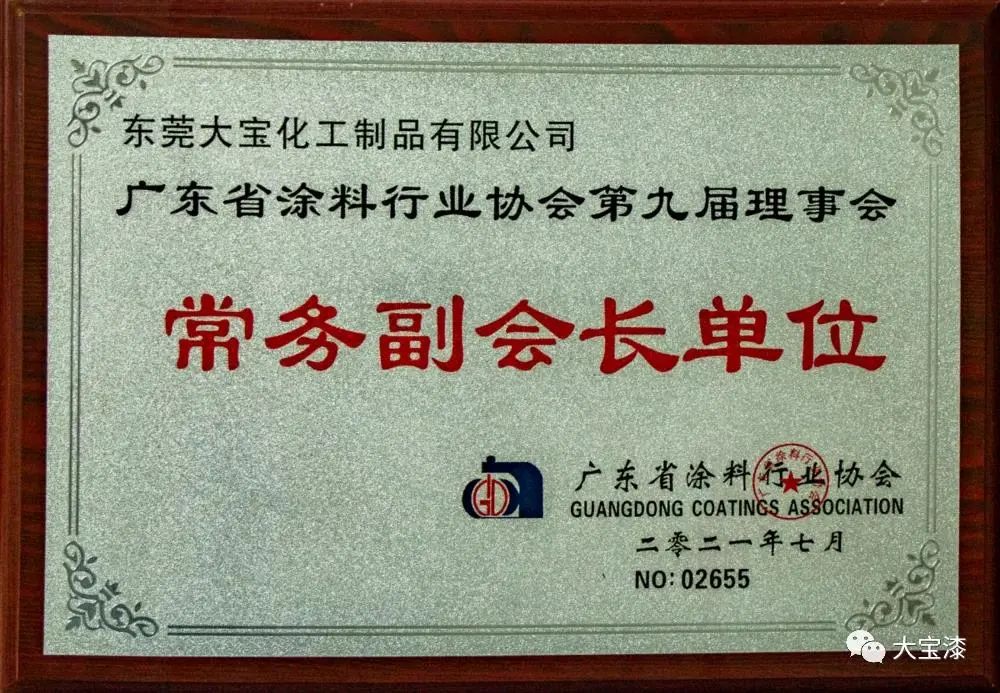 东莞大宝化工制品有限公司
广东省涂料行业协会第九届理事会
常务副会长单位
广东省涂料行业协会
GUANGDONG COATINGS ASSOCIATION
二零二一年七月
NO: 02655
大宝漆